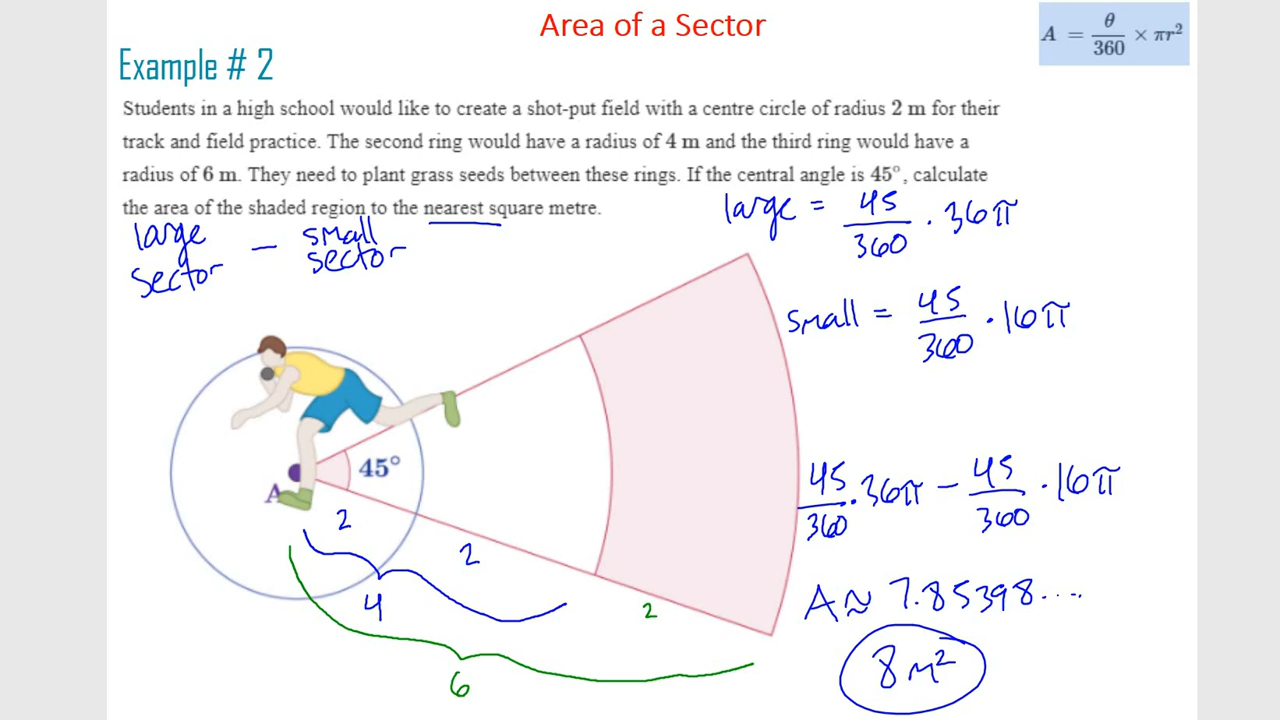 Area of a Sector
A = θ/360 × πr²
Example # 2
Students in a high school would like to create a shot-put field with a centre circle of radius 2 m for their
track and field practice. The second ring would have a radius of 4 m and the third ring would have a
radius of 6 m. They need to plant grass seeds between these rings. If the central angle is 45°, calculate
the area of the shaded region to the nearest square metre.
large sector − small sector
large = 45/360 · 36π
small = 45/360 · 16π
45°
A
2
2
2
4
6
45/360 · 36π − 45/360 · 16π
A ≈ 7.85398....
8 m²